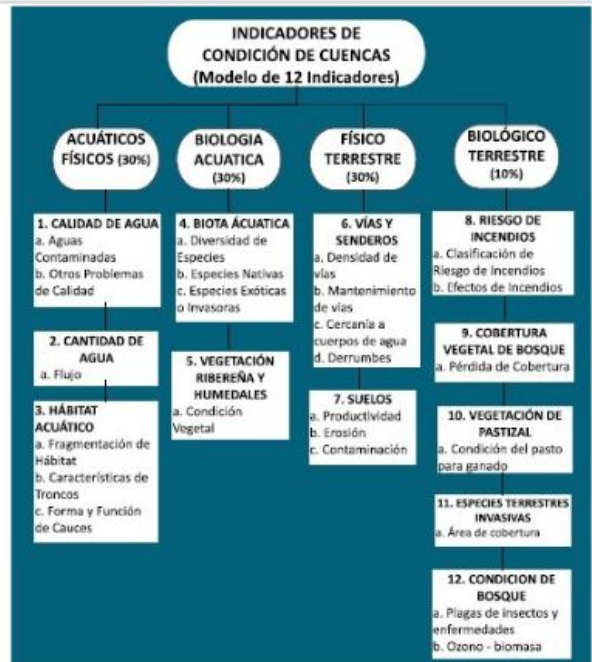 INDICADORES DE
CONDICIÓN DE CUENCAS
(Modelo de 12 Indicadores)
ACUÁTICOS
FÍSICOS (30%)
1. CALIDAD DE AGUA
a. Aguas
Contaminadas
b. Otros Problemas
de Calidad
2. CANTIDAD DE
AGUA
a. Flujo
3. HÁBITAT
ACUÁTICO
a. Fragmentación de
Hábitat
b. Características de
Troncos
c. Forma y Función
de Cauces
BIOLOGIA
ACUATICA
(30%)
4. BIOTA ÁCUATICA
a. Diversidad de
Especies
b. Especies Nativas
c. Especies Exóticas
o Invasoras
5. VEGETACIÓN
RIBEREÑA Y
HUMEDALES
a. Condición
Vegetal
FÍSICO
TERRESTRE
(30%)
6. VÍAS Y
SENDEROS
a. Densidad de
vías
b. Mantenimiento
de vías
c. Cercanía a
cuerpos de agua
d. Derrumbes
7. SUELOS
a. Productividad
b. Erosión
c. Contaminación
BIOLÓGICO
TERRESTRE
(10%)
8. RIESGO DE
INCENDIOS
a. Clasificación de
Riesgo de Incendios
b. Efectos de Incendios
9. COBERTURA
VEGETAL DE BOSQUE
a. Pérdida de Cobertura
10. VEGETACIÓN DE
PASTIZAL
a. Condición del pasto
para ganado
11. ESPECIES TERRESTRES
INVASIVAS
a. Área de cobertura
12. CONDICION DE
BOSQUE
a. Plagas de insectos y
enfermedades
b. Ozono - biomasa